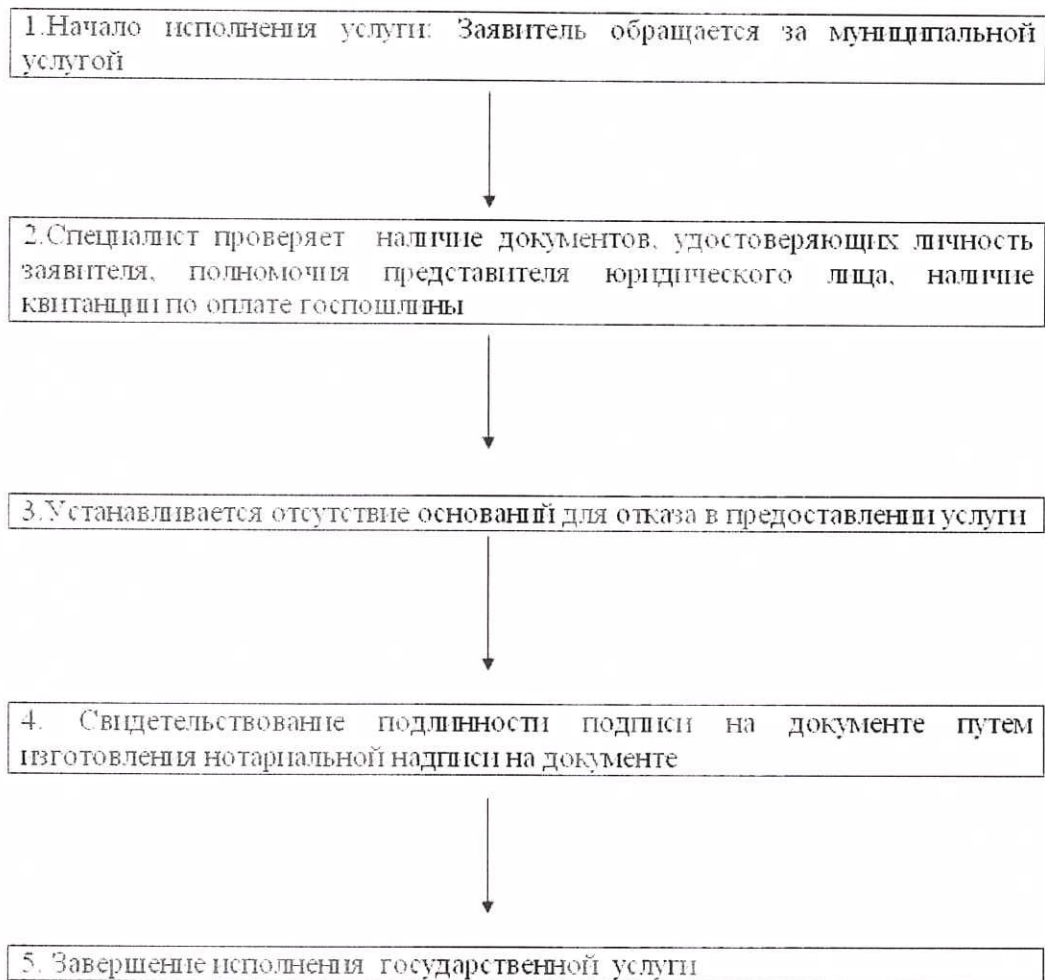 1.Начало исполнения услуги: Заявитель обращается за муниципальной
услугой
2.Специалист проверяет наличие документов, удостоверяющих личность
заявителя, полномочия представителя юридического лица, наличие
квитанции по оплате госпошлины
3.Устанавливается отсутствие оснований для отказа в предоставлении услуги
4. Свидетельствование подлинности подписи на документе путем
изготовления нотариальной надписи на документе
5. Завершение исполнения государственной услуги